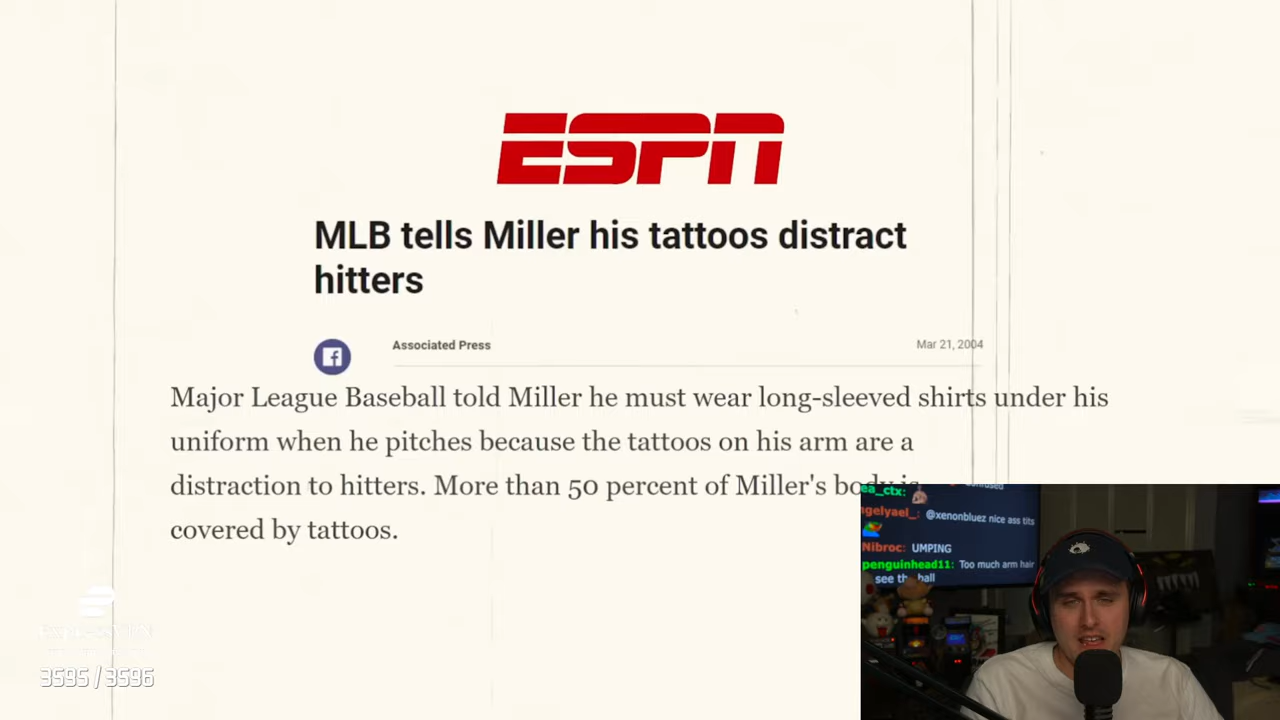 ESPN
MLB tells Miller his tattoos distract
hitters
Associated Press
Mar 21, 2004
Major League Baseball told Miller he must wear long-sleeved shirts under his
uniform when he pitches because the tattoos on his arm are a
distraction to hitters. More than 50 percent of Miller's body is
covered by tattoos.
ea_ctx:
confused
ngelyael_: @xenonbluez nice ass tits
Nibroc: UMPING
penguinhead11: Too much arm hair
see the ball
3595 / 3596